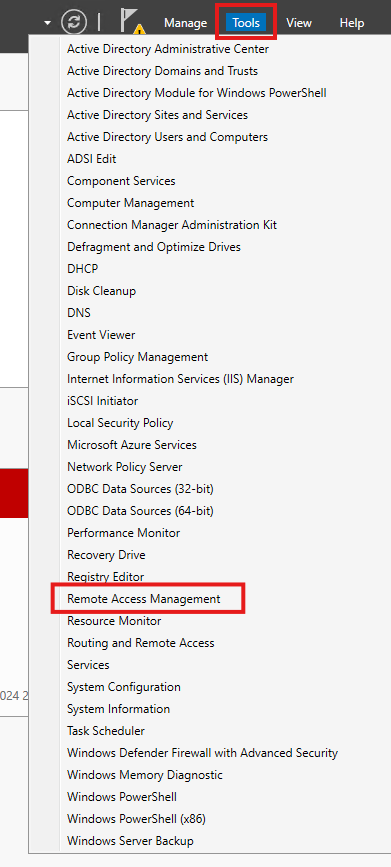 Manage Tools View Help
Active Directory Administrative Center
Active Directory Domains and Trusts
Active Directory Module for Windows PowerShell
Active Directory Sites and Services
Active Directory Users and Computers
ADSI Edit
Component Services
Computer Management
Connection Manager Administration Kit
Defragment and Optimize Drives
DHCP
Disk Cleanup
DNS
Event Viewer
Group Policy Management
Internet Information Services (IIS) Manager
iSCSI Initiator
Local Security Policy
Microsoft Azure Services
Network Policy Server
ODBC Data Sources (32-bit)
ODBC Data Sources (64-bit)
Performance Monitor
Recovery Drive
Registry Editor
Remote Access Management
Resource Monitor
Routing and Remote Access
Services
System Configuration
024 2
System Information
Task Scheduler
Windows Defender Firewall with Advanced Security
Windows Memory Diagnostic
Windows PowerShell
Windows PowerShell (x86)
Windows Server Backup